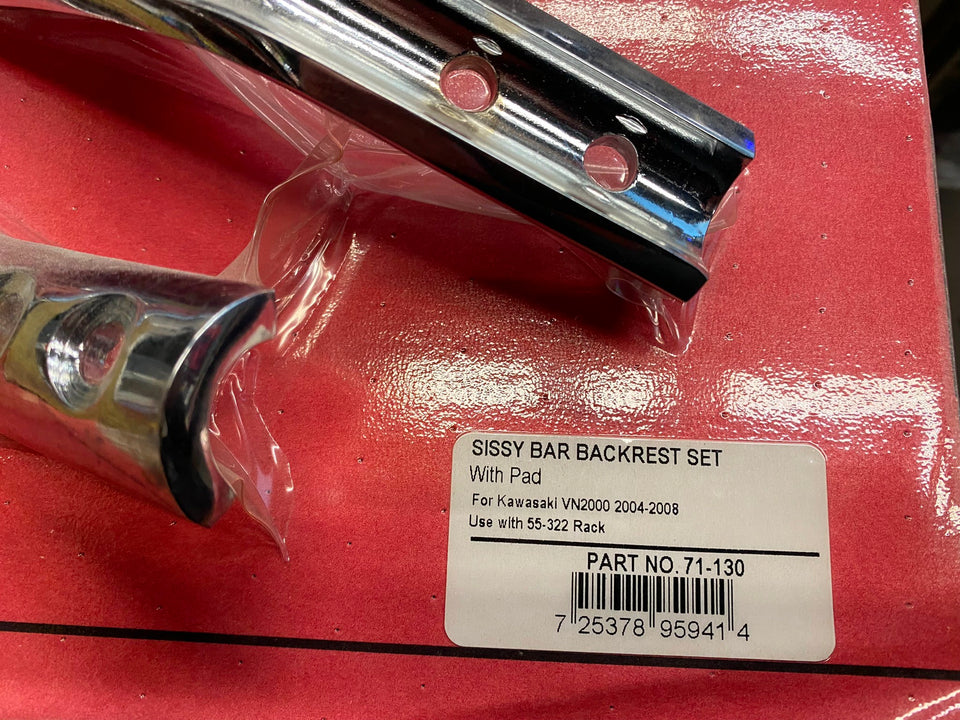 SISSY BAR BACKREST SET
With Pad
For Kawasaki VN2000 2004-2008
Use with 55-322 Rack
PART NO. 71-130
7 25378 95941 4